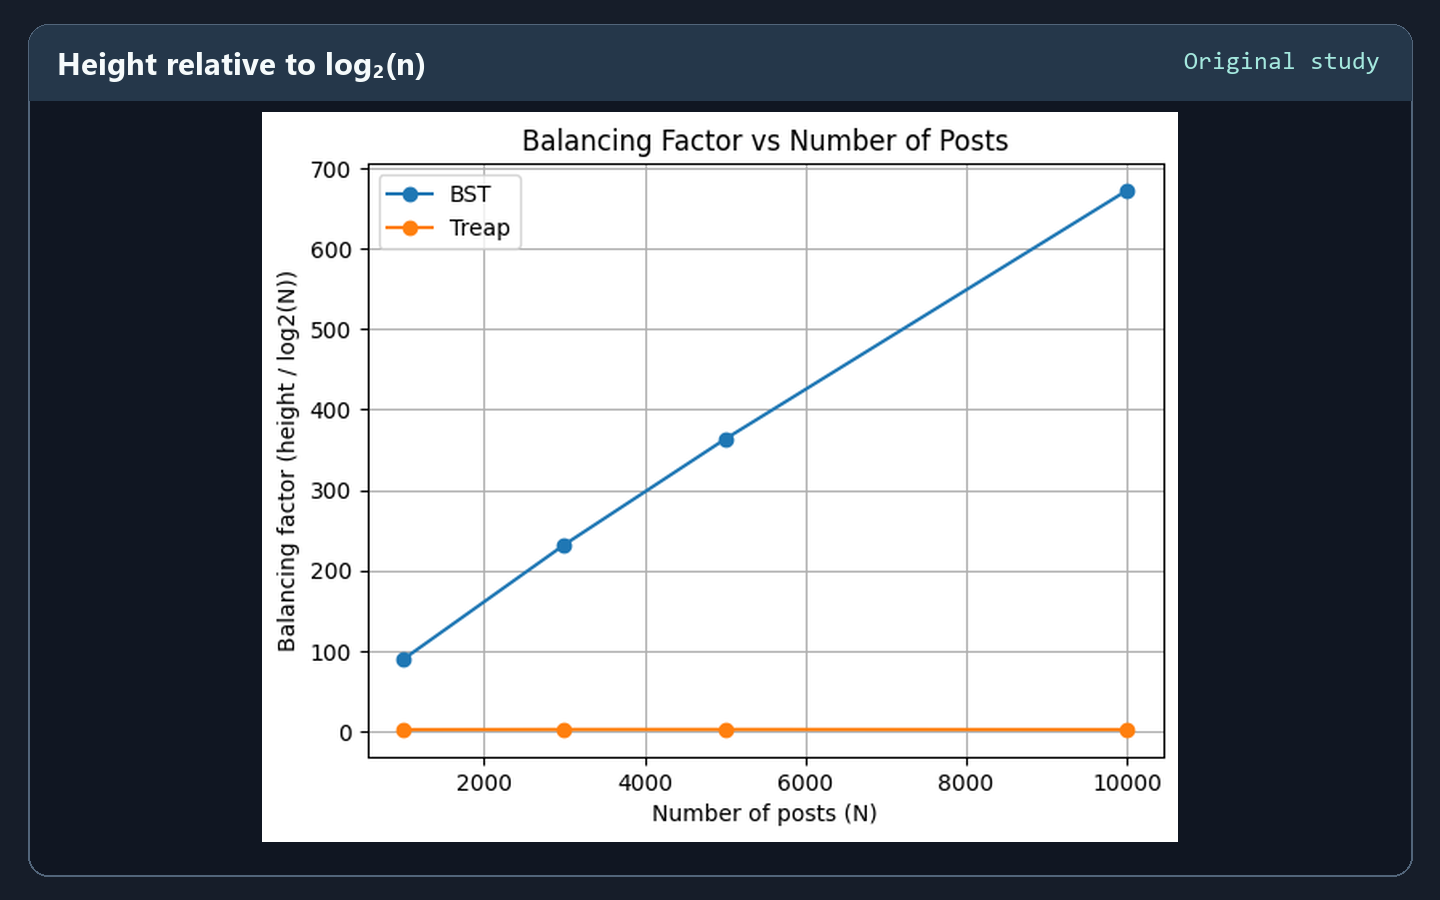 Height relative to log₂(n)
Original study
Balancing Factor vs Number of Posts
BST
Treap
Balancing factor (height / log2(N))
700
600
500
400
300
200
100
0
2000 4000 6000 8000 10000
Number of posts (N)